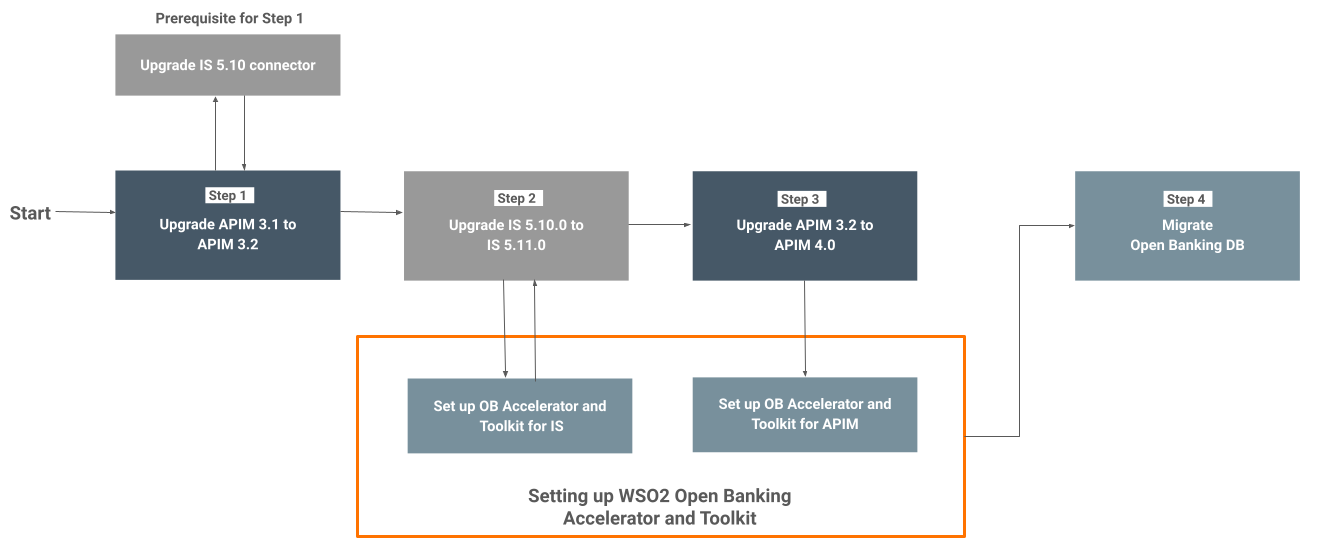 Prerequisite for Step 1
Upgrade IS 5.10 connector
Start
Step 1
Upgrade APIM 3.1 to
APIM 3.2
Step 2
Upgrade IS 5.10.0 to
IS 5.11.0
Step 3
Upgrade APIM 3.2 to
APIM 4.0
Step 4
Migrate
Open Banking DB
Set up OB Accelerator and
Toolkit for IS
Set up OB Accelerator and
Toolkit for APIM
Setting up WSO2 Open Banking
Accelerator and Toolkit